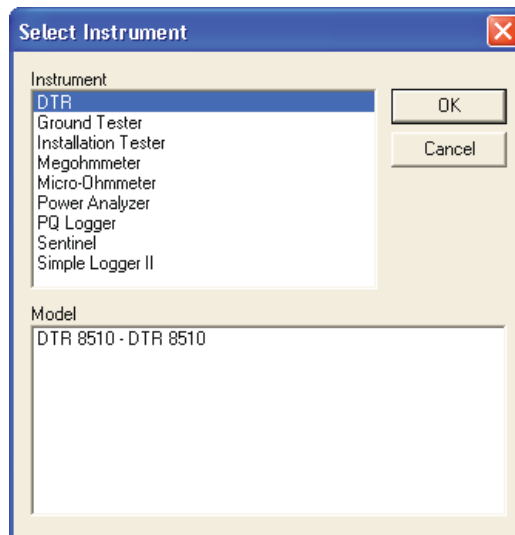 Select Instrument
Instrument
DTR
Ground Tester
Installation Tester
Megohmmeter
Micro-Ohmmeter
Power Analyzer
PQ Logger
Sentinel
Simple Logger II
OK
Cancel
Model
DTR 8510 - DTR 8510